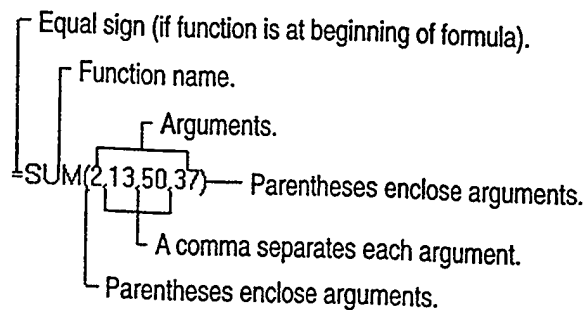 Equal sign (if function is at beginning of formula).
Function name.
Arguments.
=SUM(2,13,50,37) Parentheses enclose arguments.
A comma separates each argument.
Parentheses enclose arguments.